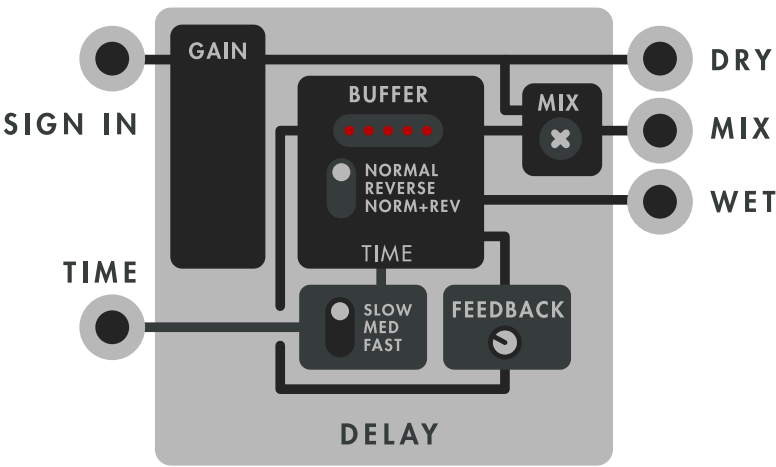 GAIN
DRY
SIGN IN
BUFFER
MIX
MIX
NORMAL
REVERSE
NORM+REV
WET
TIME
TIME
SLOW
MED
FAST
FEEDBACK
DELAY